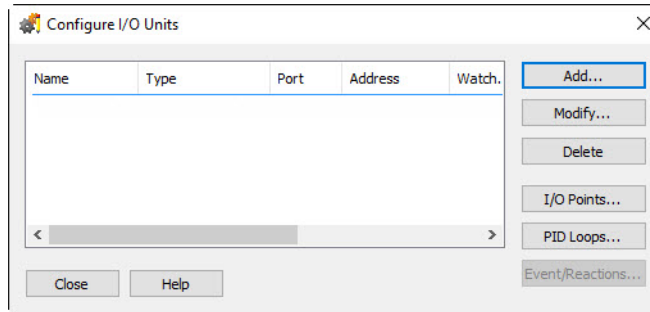 Configure I/O Units
Name Type Port Address Watch.
Add...
Modify...
Delete
I/O Points...
PID Loops...
Event/Reactions...
Close Help